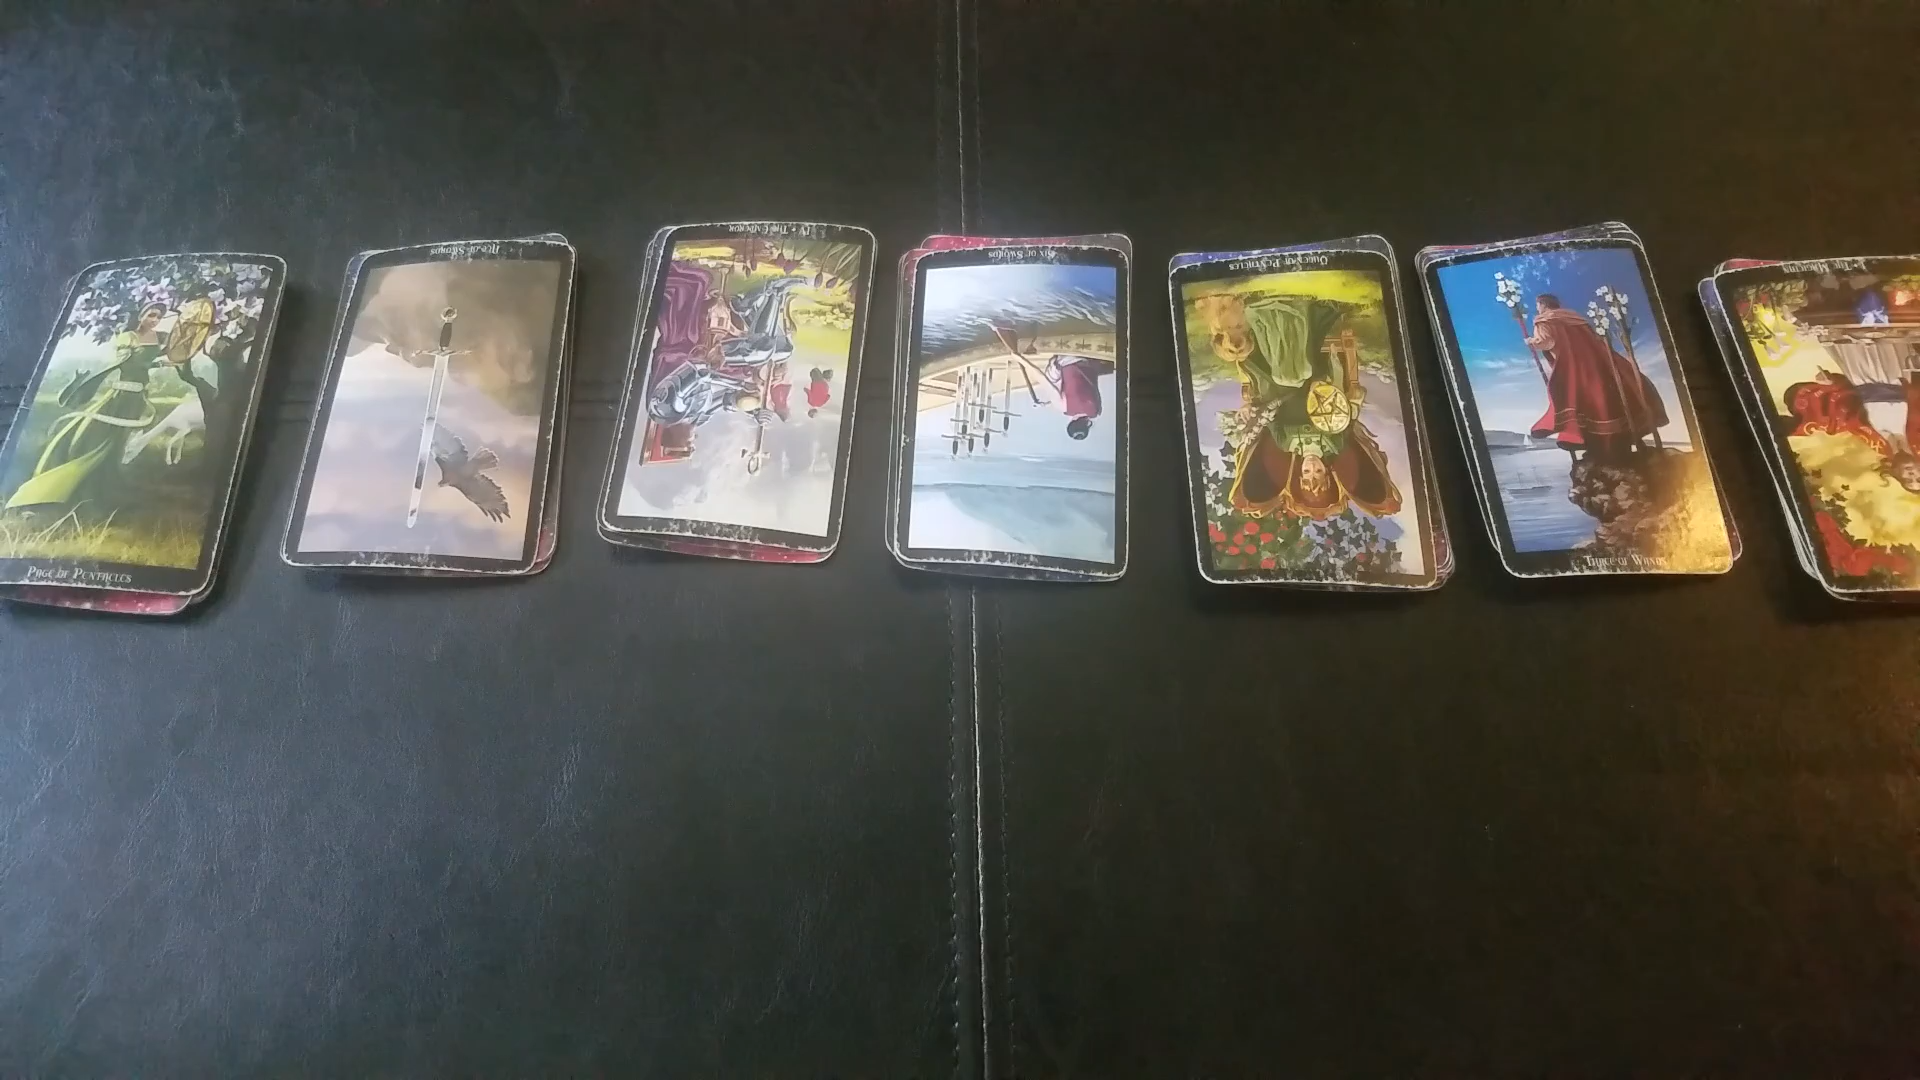 Page of Pentacles
Ace of Swords
IV • The Emperor
Six of Swords
Queen of Pentacles
Three of Wands
I • The Magician